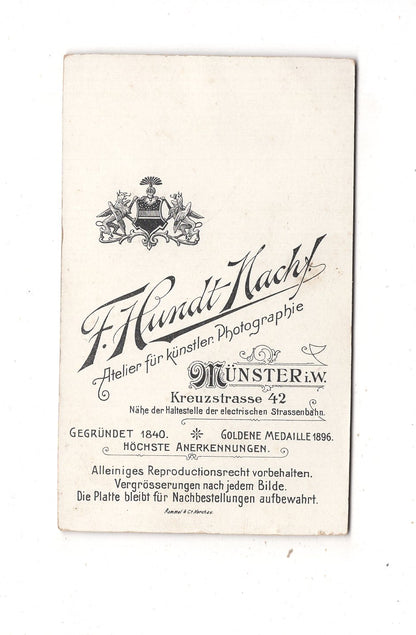 F. Hundt-Nachf.
Atelier für künstler. Photographie
MÜNSTER i.W.
Kreuzstrasse 42
Nähe der Haltestelle der electrischen Strassenbahn.
GEGRÜNDET 1840. GOLDENE MEDAILLE 1896.
HÖCHSTE ANERKENNUNGEN.
Alleiniges Reproductionsrecht vorbehalten.
Vergrösserungen nach jedem Bilde.
Die Platte bleibt für Nachbestellungen aufbewahrt.